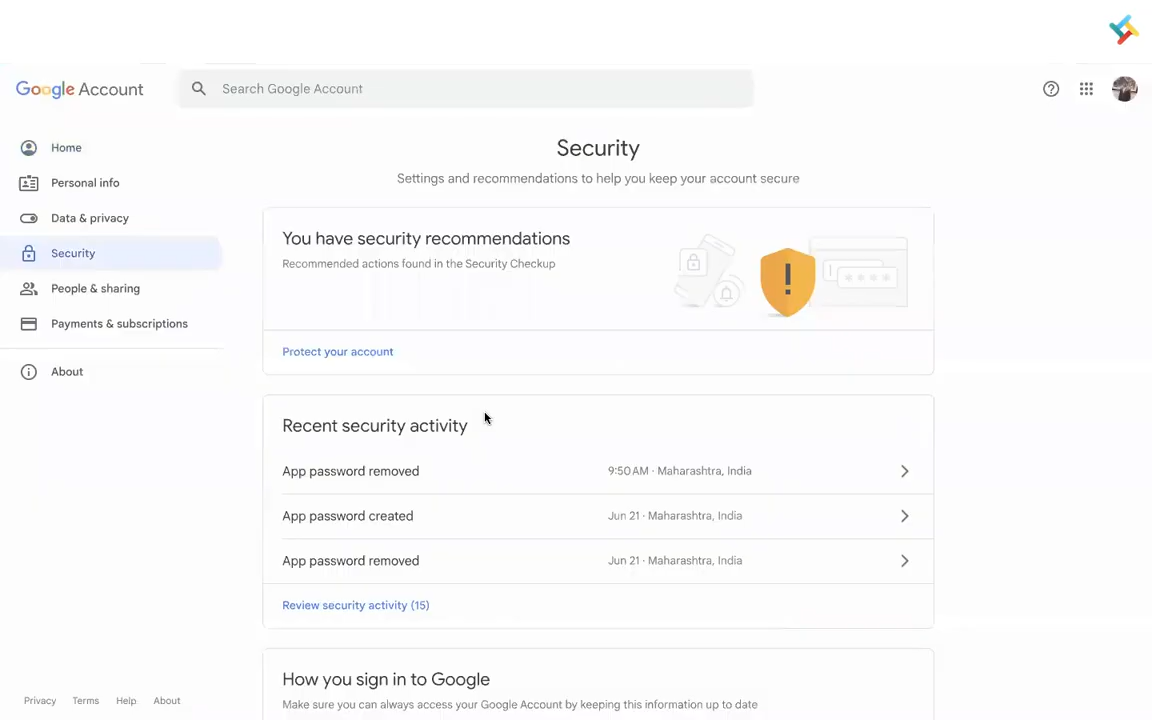 Google Account
Search Google Account
Home
Personal info
Data & privacy
Security
People & sharing
Payments & subscriptions
About
Security
Settings and recommendations to help you keep your account secure
You have security recommendations
Recommended actions found in the Security Checkup
Protect your account
Recent security activity
App password removed 9:50 AM · Maharashtra, India
App password created Jun 21 · Maharashtra, India
App password removed Jun 21 · Maharashtra, India
Review security activity (15)
How you sign in to Google
Make sure you can always access your Google Account by keeping this information up to date
Privacy Terms Help About